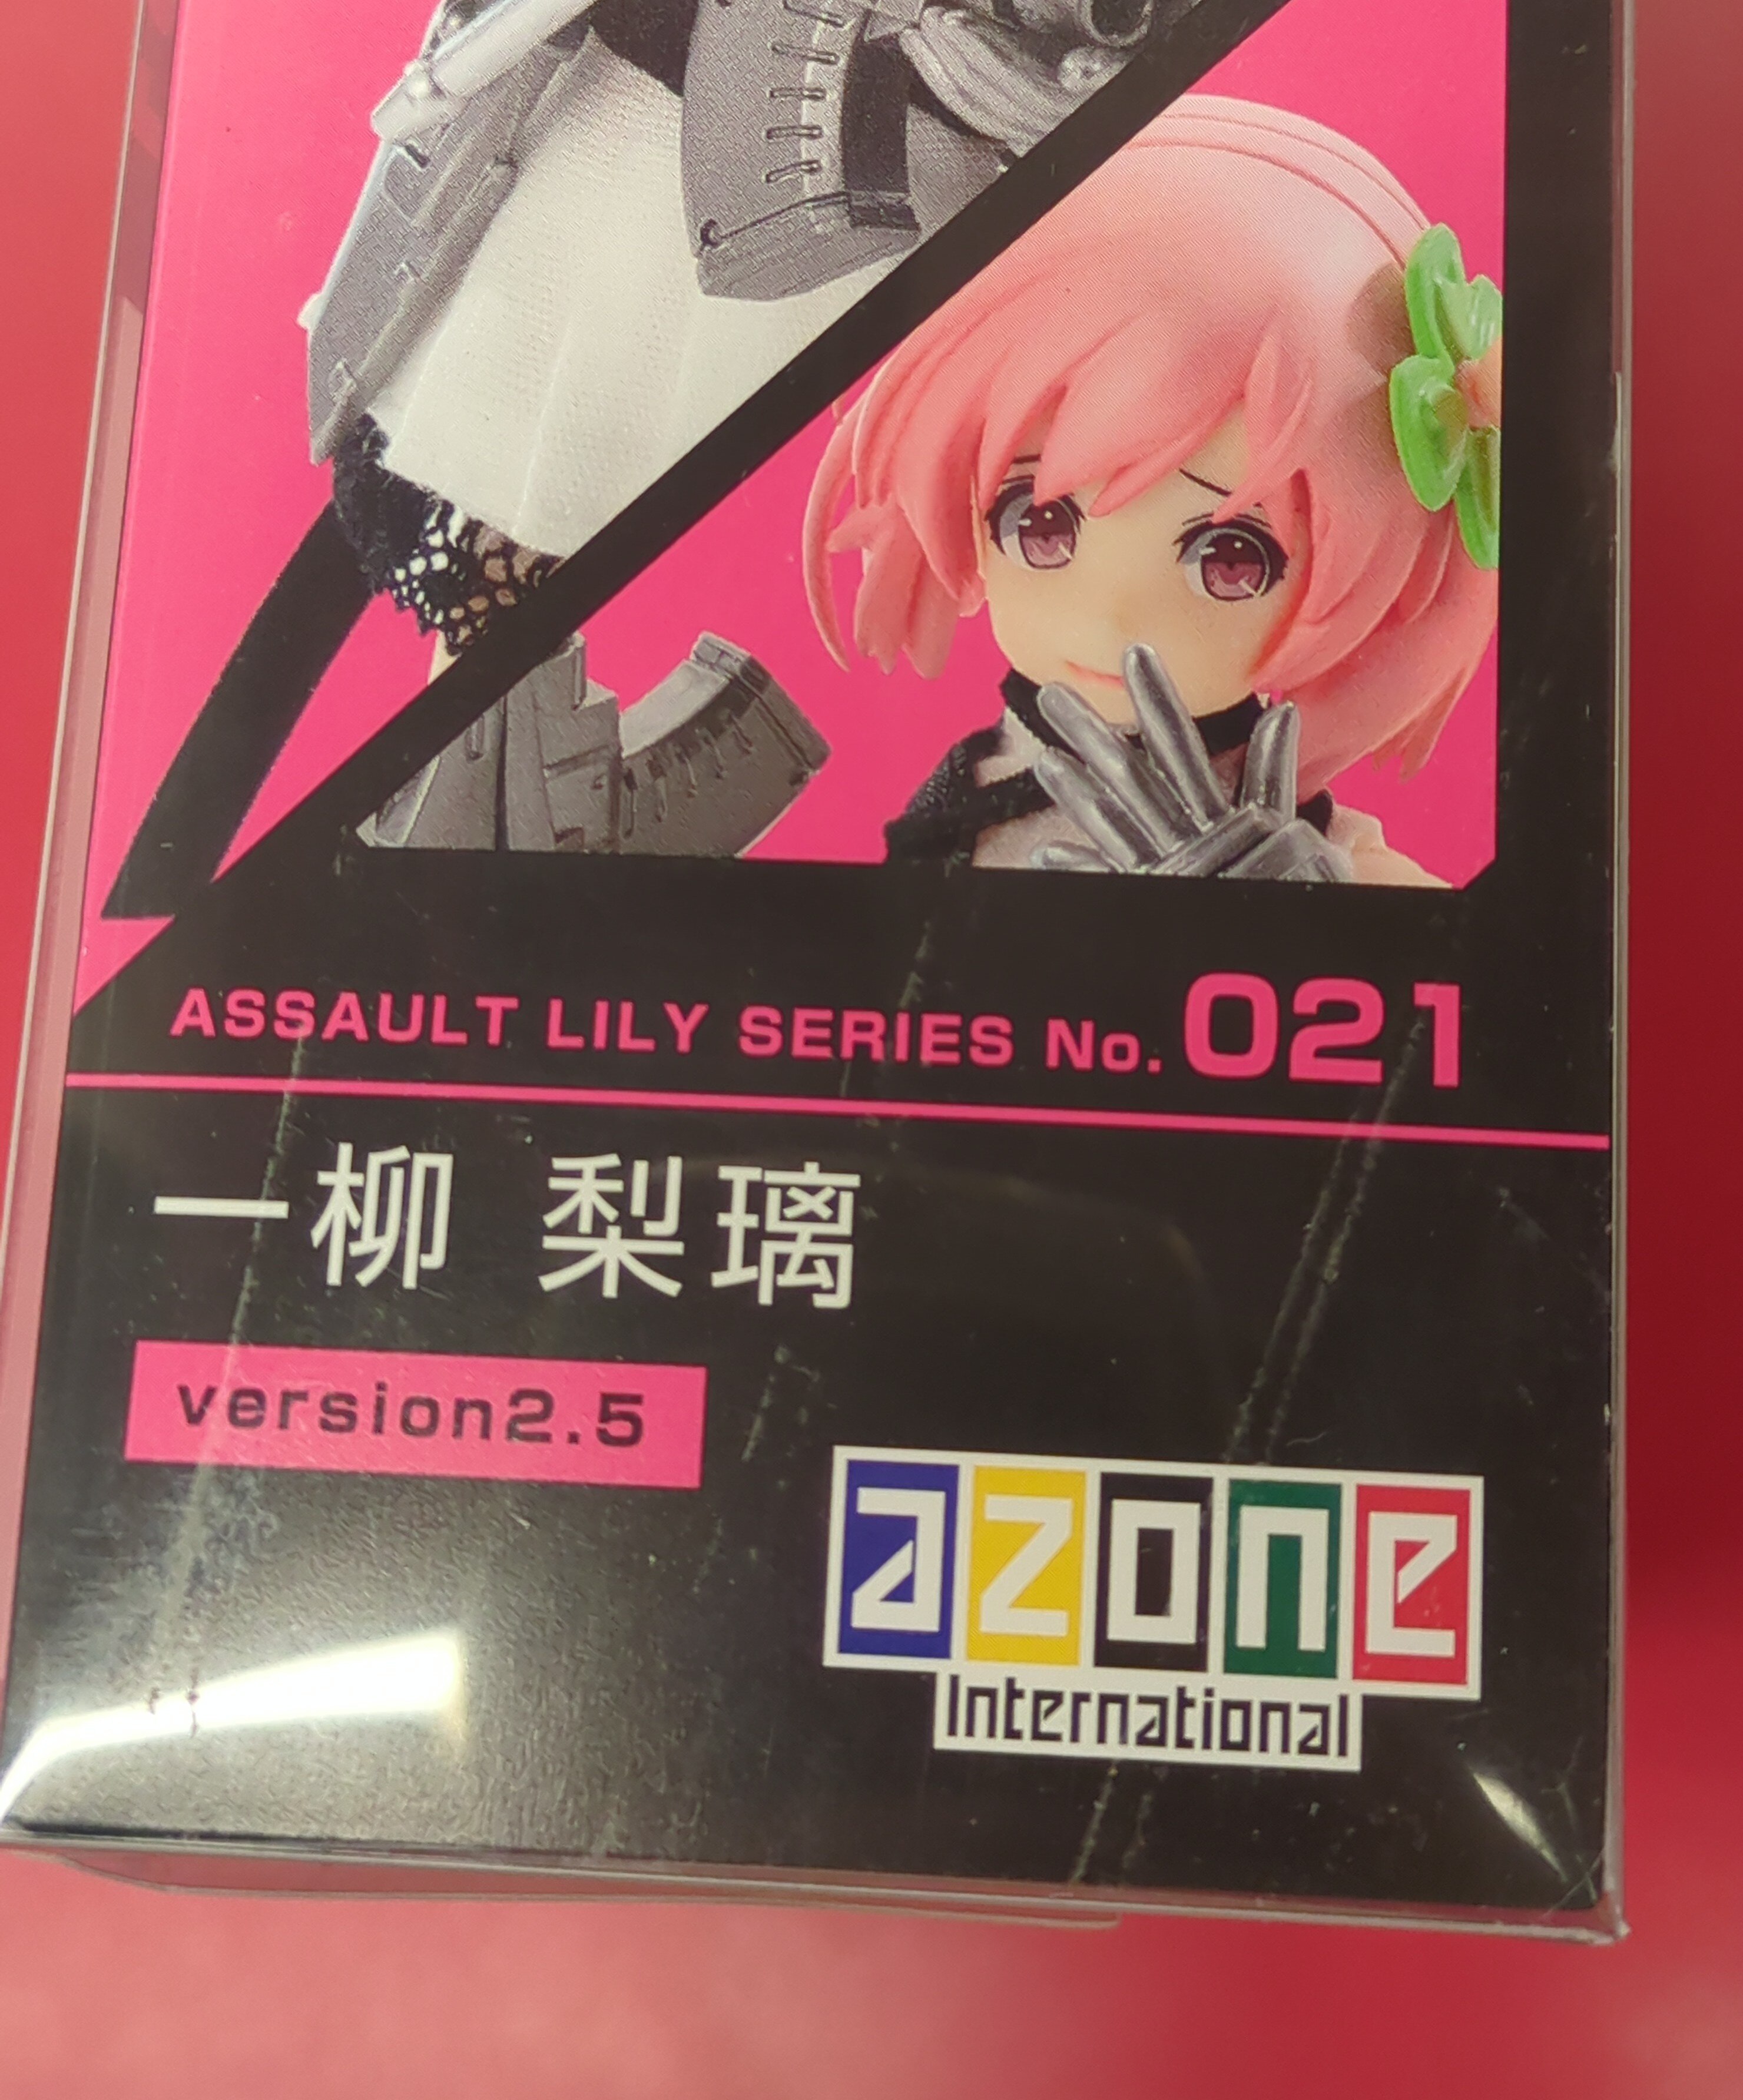 ASSAULT LILY SERIES No. 021
一柳 梨璃
version2.5
azone
International